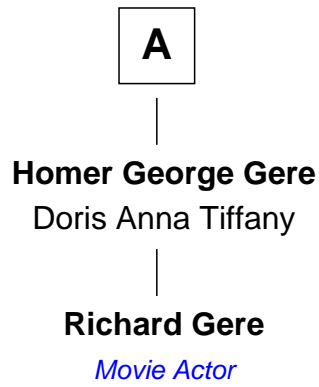 A
Homer George Gere
Doris Anna Tiffany
Richard Gere
Movie Actor